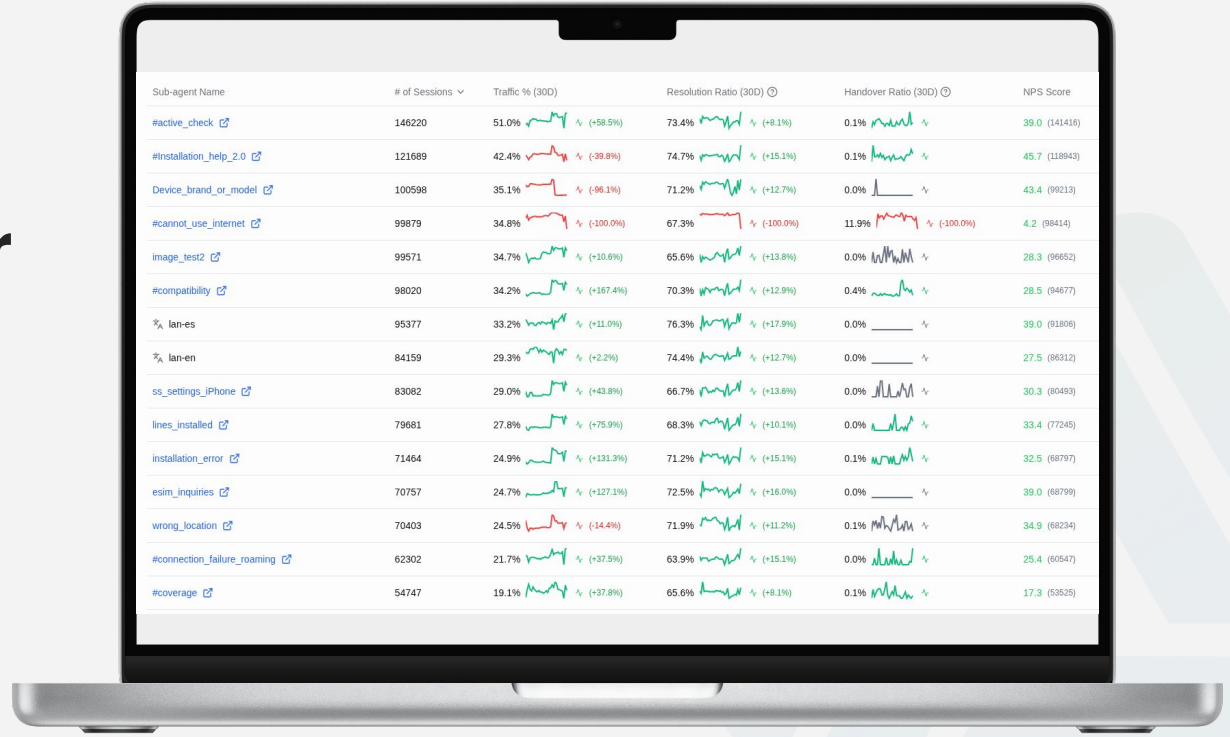 Sub-agent Name # of Sessions Traffic % (30D) Resolution Ratio (30D) Handover Ratio (30D) NPS Score
#active_check 146220 51.0% (+58.5%) 73.4% (+8.1%) 0.1% 39.0 (141416)
#Installation_help_2.0 121689 42.4% (-39.8%) 74.7% (+15.1%) 0.1% 45.7 (118943)
Device_brand_or_model 100598 35.1% (-96.1%) 71.2% (+12.7%) 0.0% 43.4 (99213)
#cannot_use_internet 99879 34.8% (-100.0%) 67.3% (-100.0%) 11.9% (-100.0%) 4.2 (98414)
image_test2 99571 34.7% (+10.6%) 65.6% (+13.8%) 0.0% 28.3 (96652)
#compatibility 98020 34.2% (+167.4%) 70.3% (+12.9%) 0.4% 28.5 (94677)
lan-es 95377 33.2% (+11.0%) 76.3% (+17.9%) 0.0% 39.0 (91806)
lan-en 84159 29.3% (+2.2%) 74.4% (+12.7%) 0.0% 27.5 (86312)
ss_settings_iPhone 83082 29.0% (+43.8%) 66.7% (+13.6%) 0.0% 30.3 (80493)
lines_installed 79681 27.8% (+75.9%) 68.3% (+10.1%) 0.0% 33.4 (77245)
installation_error 71464 24.9% (+131.3%) 71.2% (+15.1%) 0.1% 32.5 (68797)
esim_inquiries 70757 24.7% (+127.1%) 72.5% (+16.0%) 0.0% 39.0 (68799)
wrong_location 70403 24.5% (-14.4%) 71.9% (+11.2%) 0.1% 34.9 (68234)
#connection_failure_roaming 62302 21.7% (+37.5%) 63.9% (+15.1%) 0.0% 25.4 (60547)
#coverage 54747 19.1% (+37.8%) 65.6% (+8.1%) 0.1% 17.3 (53525)